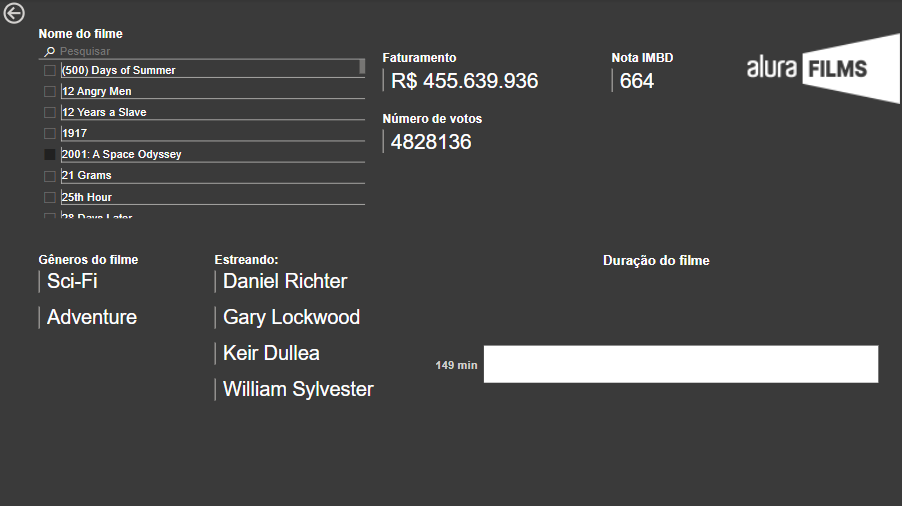 Nome do filme
Pesquisar
(500) Days of Summer
12 Angry Men
12 Years a Slave
1917
2001: A Space Odyssey
21 Grams
25th Hour
28 Days Later
Faturamento
R$ 455.639.936
Número de votos
4828136
Nota IMBD
664
alura FILMS
Gêneros do filme
Sci-Fi
Adventure
Estreando:
Daniel Richter
Gary Lockwood
Keir Dullea
William Sylvester
Duração do filme
149 min